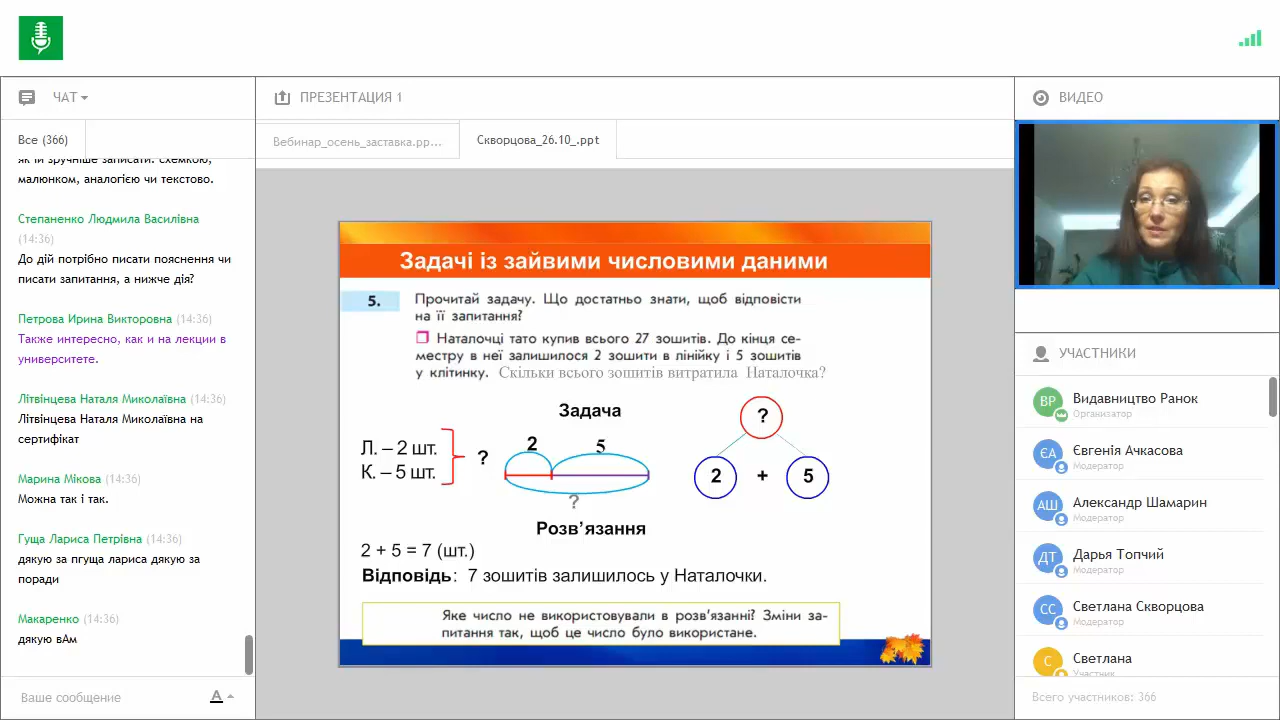 ЧАТ
ПРЕЗЕНТАЦИЯ 1
ВИДЕО
Все (366)
Вебинар_осень_заставка.pp...
Скворцова_26.10_.ppt
як їй зручніше записати: схемкою,
малюнком, аналогією чи текстово.
Степаненко Людмила Василівна
(14:36)
До дій потрібно писати пояснення чи
писати запитання, а нижче дія?
Петрова Ирина Викторовна (14:36)
Также интересно, как и на лекции в
университете.
Літвінцева Наталя Миколаївна (14:36)
Літвінцева Наталя Миколаївна на
сертифікат
Марина Мікова (14:36)
Можна так і так.
Гуща Лариса Петрівна (14:36)
дякую за пгуща лариса дякую за
поради
Макаренко (14:36)
дякую вАм
Ваше сообщение
А
Задачі із зайвими числовими даними
5.
Прочитай задачу. Що достатньо знати, щоб відповісти
на її запитання?
Наталочці тато купив всього 27 зошитів. До кінця се-
местру в неї залишилося 2 зошити в лінійку і 5 зошитів
у клітинку. Скільки всього зошитів витратила Наталочка?
Задача
Л. – 2 шт.
К. – 5 шт.
?
2
5
?
?
2 + 5
Розв’язання
2 + 5 = 7 (шт.)
Відповідь: 7 зошитів залишилось у Наталочки.
Яке число не використовували в розв’язанні? Зміни за-
питання так, щоб це число було використане.
УЧАСТНИКИ
ВР
Видавництво Ранок
Организатор
ЄА
Євгенія Ачкасова
Модератор
АШ
Александр Шамарин
Модератор
ДТ
Дарья Топчий
Модератор
СС
Светлана Скворцова
Модератор
С
Светлана
Участник
Всего участников: 366